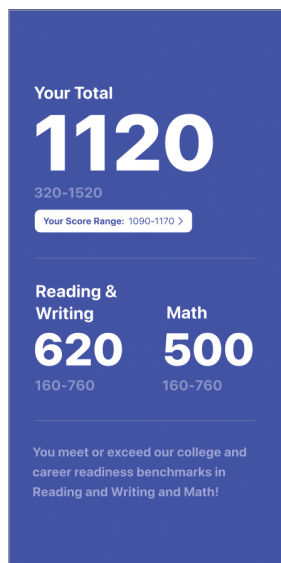 Your Total
1120
320-1520
Your Score Range: 1090-1170 >
Reading &
Writing
Math
620
500
160-760
160-760
You meet or exceed our college and
career readiness benchmarks in
Reading and Writing and Math!